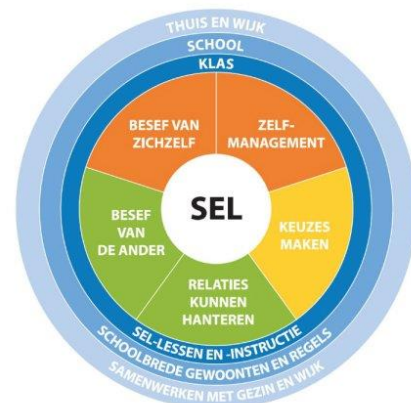 THUIS EN WIJK
SCHOOL
KLAS
BESEF VAN
ZICHZELF
ZELF-
MANAGEMENT
SEL
BESEF
VAN
DE ANDER
KEUZES
MAKEN
RELATIES
KUNNEN
HANTEREN
SEL-LESSEN EN -INSTRUCTIE
SCHOOLBREDE GEWOONTEN EN REGELS
SAMENWERKEN MET GEZIN EN WIJK